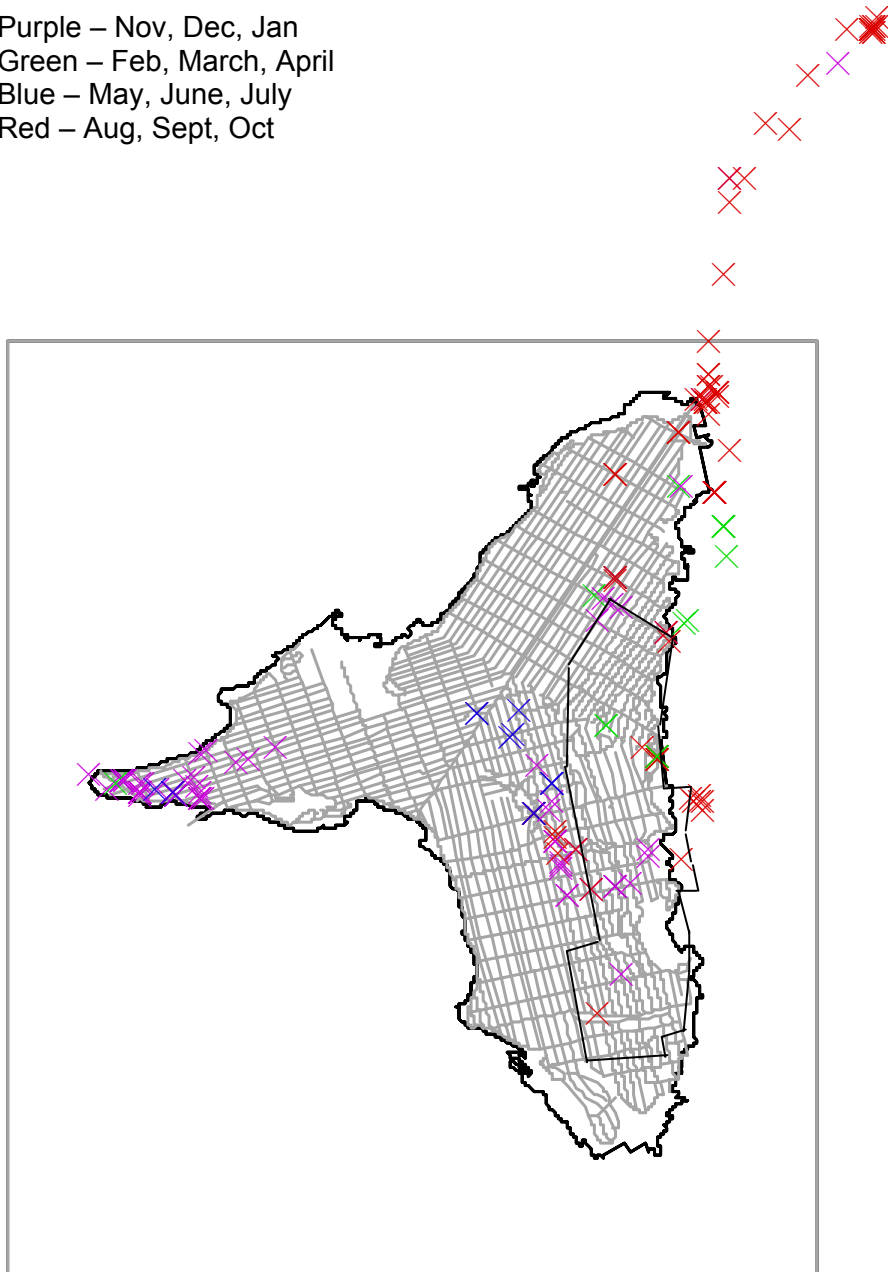 Purple – Nov, Dec, Jan
Green – Feb, March, April
Blue – May, June, July
Red – Aug, Sept, Oct